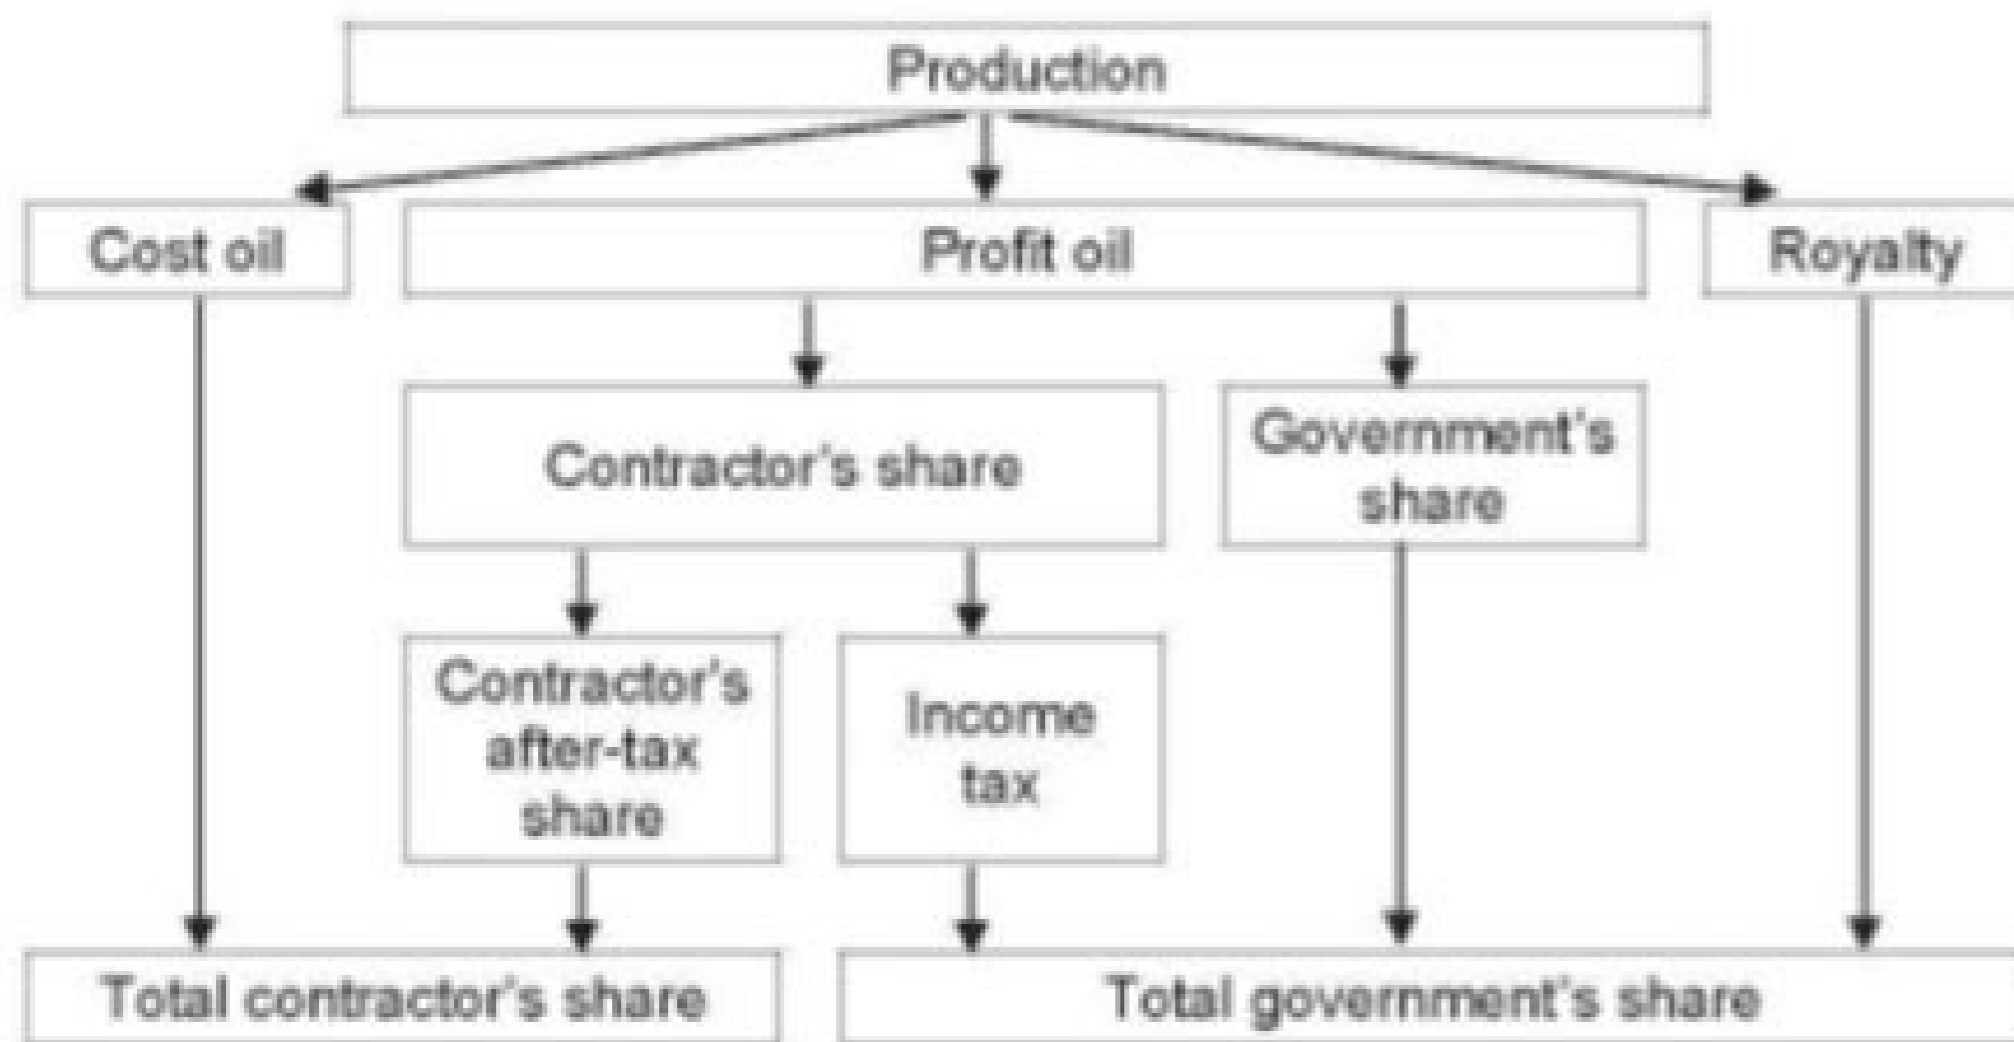 Production
Cost oil
Profit oil
Royalty
Contractor's share
Government's
share
Contractor's
after-tax
share
Income
tax
Total contractor's share
Total government's share